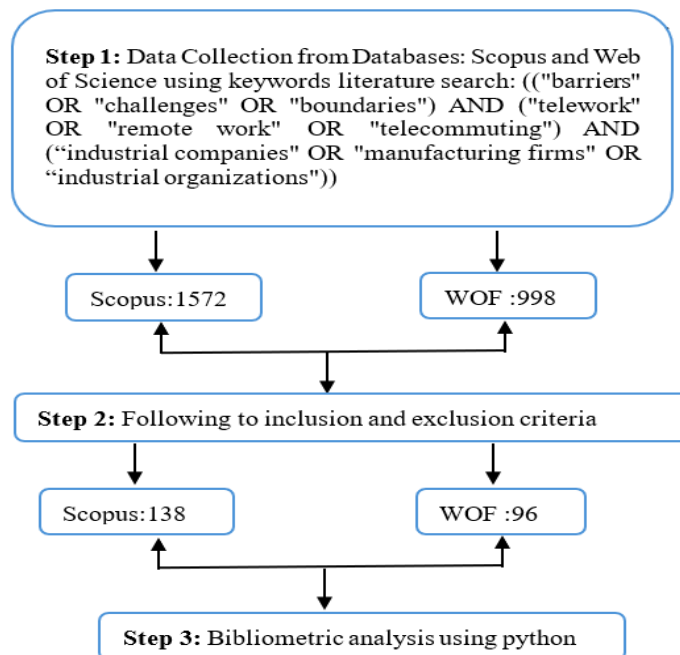 Step 1: Data Collection from Databases: Scopus and Web
of Science using keywords literature search: (("barriers"
OR "challenges" OR "boundaries") AND ("telework"
OR "remote work" OR "telecommuting") AND
(“industrial companies" OR "manufacturing firms" OR
“industrial organizations"))
Scopus:1572
WOF :998
Step 2: Following to inclusion and exclusion criteria
Scopus:138
WOF :96
Step 3: Bibliometric analysis using python